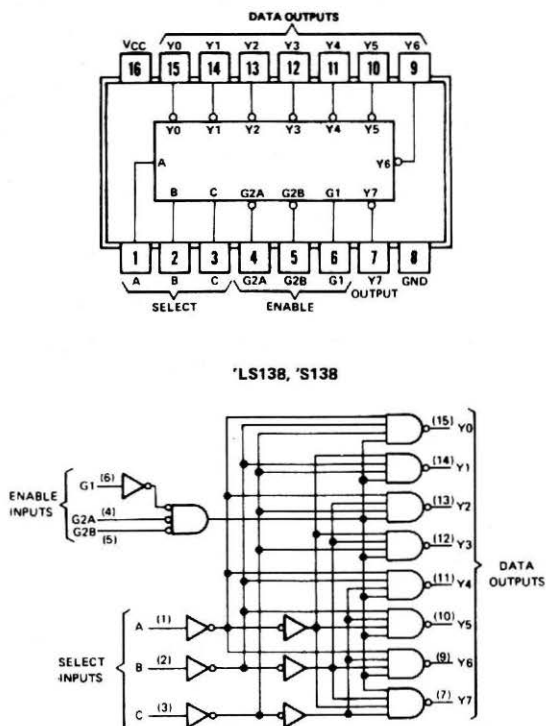 DATA OUTPUTS
VCC Y0 Y1 Y2 Y3 Y4 Y5 Y6
16 15 14 13 12 11 10 9
Y0 Y1 Y2 Y3 Y4 Y5
A Y6
B C G2A G2B G1 Y7
1 2 3 4 5 6 7 8
A B C G2A G2B G1 Y7 GND
SELECT ENABLE OUTPUT
'LS138, 'S138
(15) Y0
(14) Y1
G1 (6)
ENABLE INPUTS
G2A (4)
G2B (5)
(13) Y2
(12) Y3
DATA OUTPUTS
(11) Y4
A (1)
(10) Y5
SELECT INPUTS
B (2)
(9) Y6
C (3)
(7) Y7